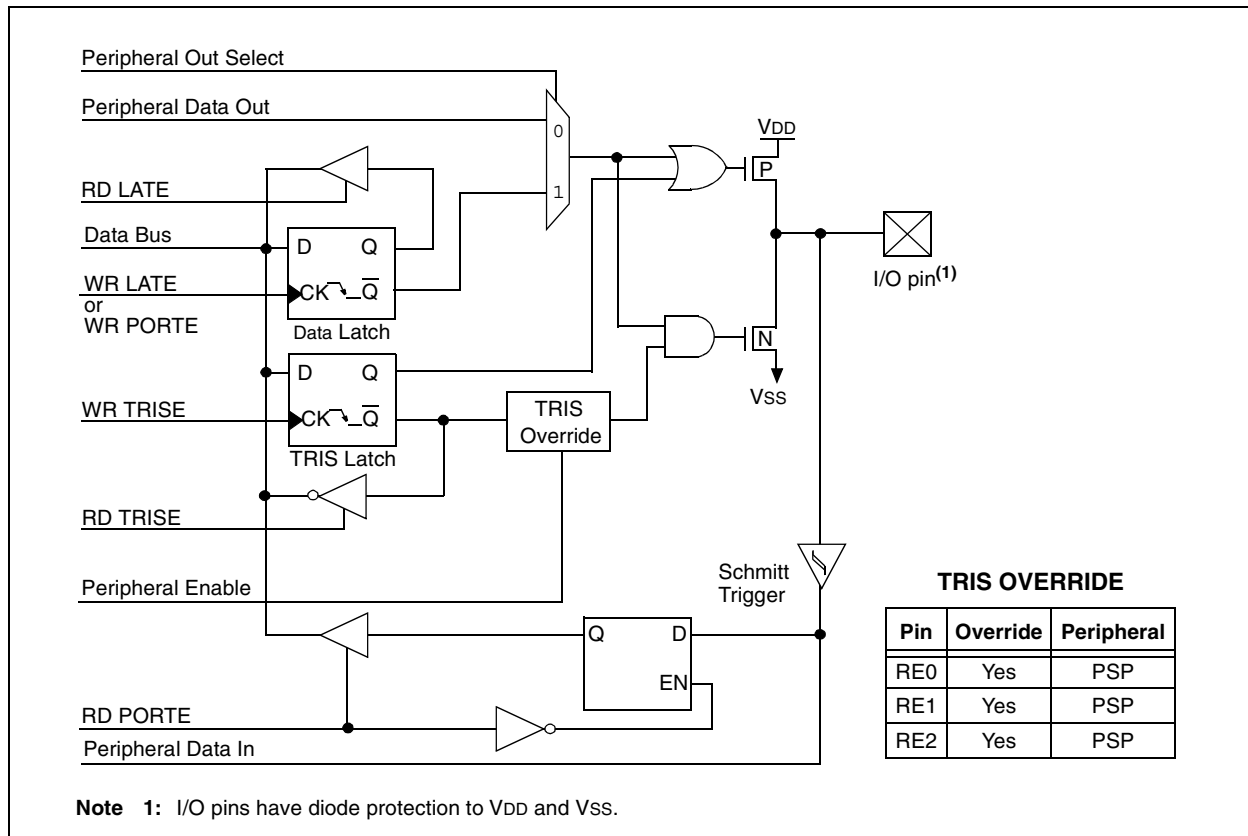 Peripheral Out Select
Peripheral Data Out
0
1
VDD
P
RD LATE
Data Bus
D Q
WR LATE
or
WR PORTE
CK Q̅
Data Latch
I/O pin(1)
N
VSS
D Q
WR TRISE
CK Q̅
TRIS Latch
TRIS
Override
RD TRISE
Peripheral Enable
Schmitt
Trigger
Q D
EN
RD PORTE
Peripheral Data In
TRIS OVERRIDE
Pin Override Peripheral
RE0 Yes PSP
RE1 Yes PSP
RE2 Yes PSP
Note 1: I/O pins have diode protection to VDD and VSS.